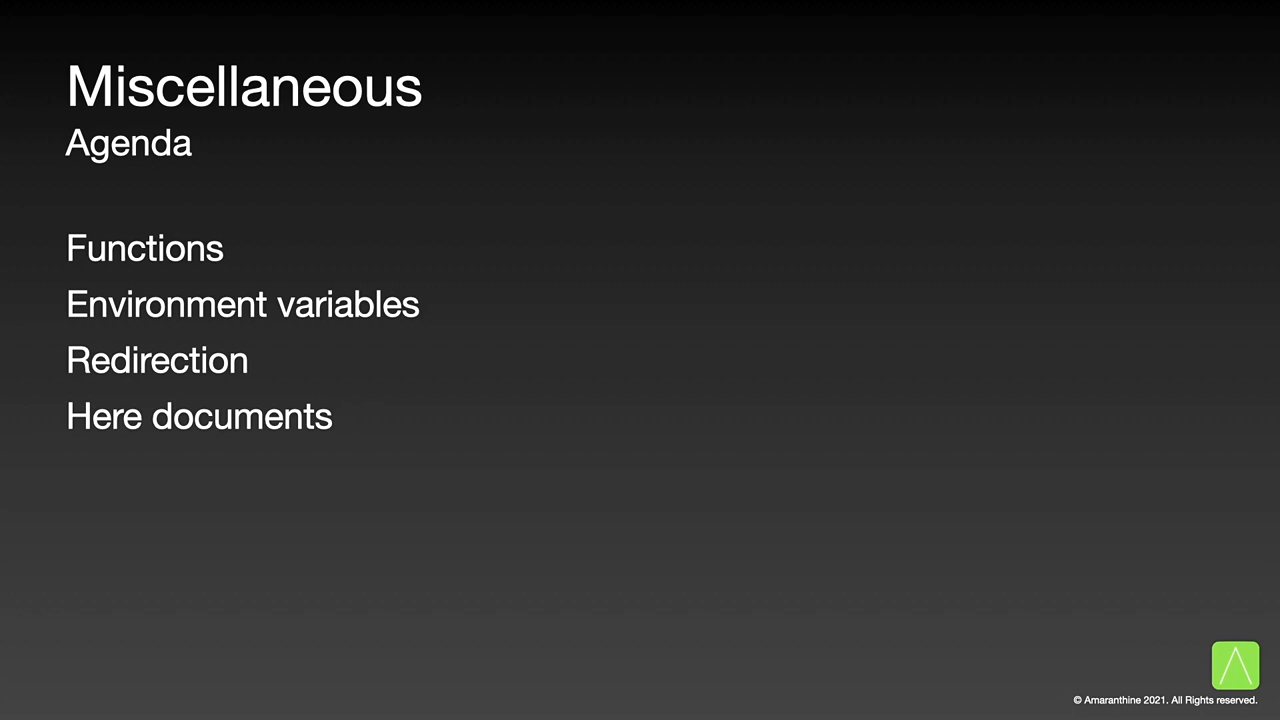 Miscellaneous
Agenda
Functions
Environment variables
Redirection
Here documents
© Amaranthine 2021. All Rights reserved.